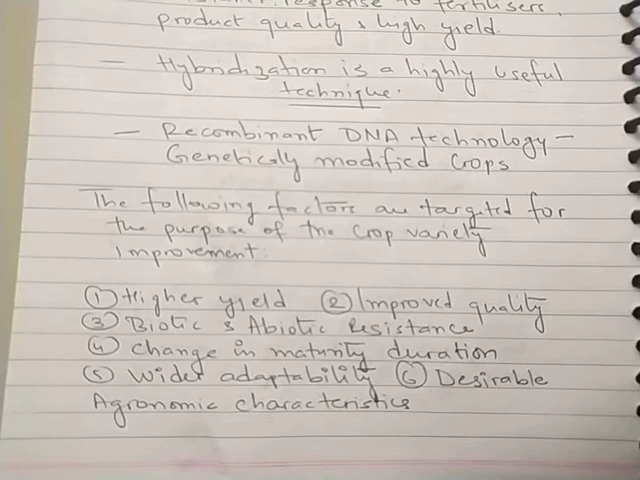 response to fertilisers,
product quality & high yield.
– Hybridization is a highly useful
technique.
– Recombinant DNA technology –
Geneticaly modified Crops
The following factors are targeted for
the purpose of the crop variety
improvement:
① Higher yield ② Improved quality
③ Biotic & Abiotic Resistance
④ change in maturity duration
⑤ Wider adaptability ⑥ Desirable
Agronomic characteristics